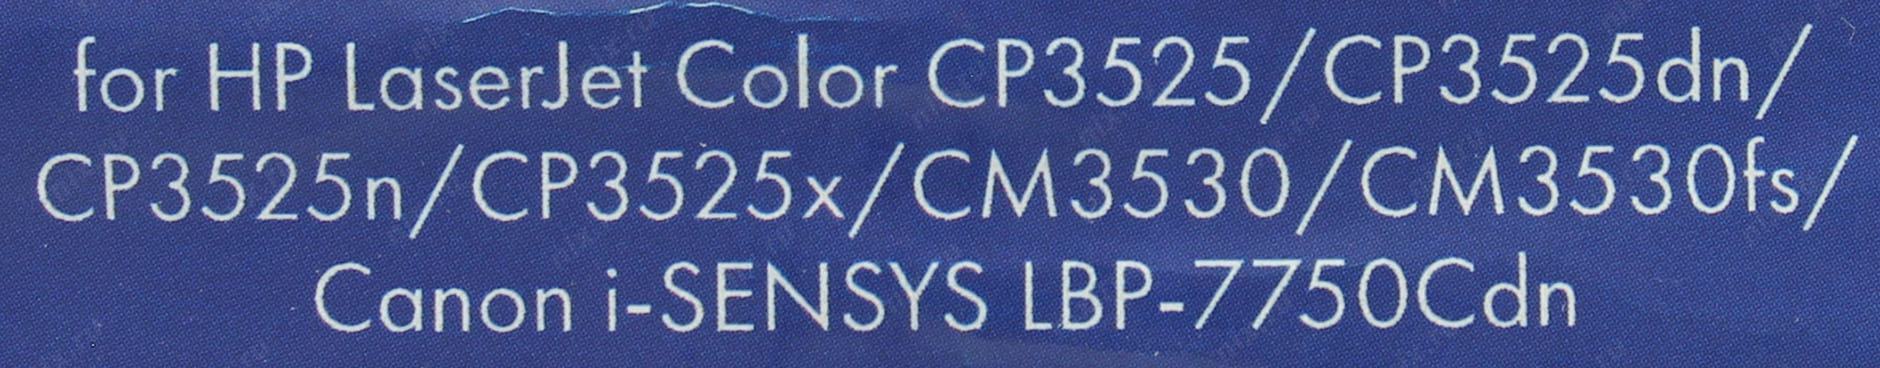 for HP LaserJet Color CP3525/CP3525dn/
CP3525n/CP3525x/CM3530/CM3530fs/
Canon i-SENSYS LBP-7750Cdn